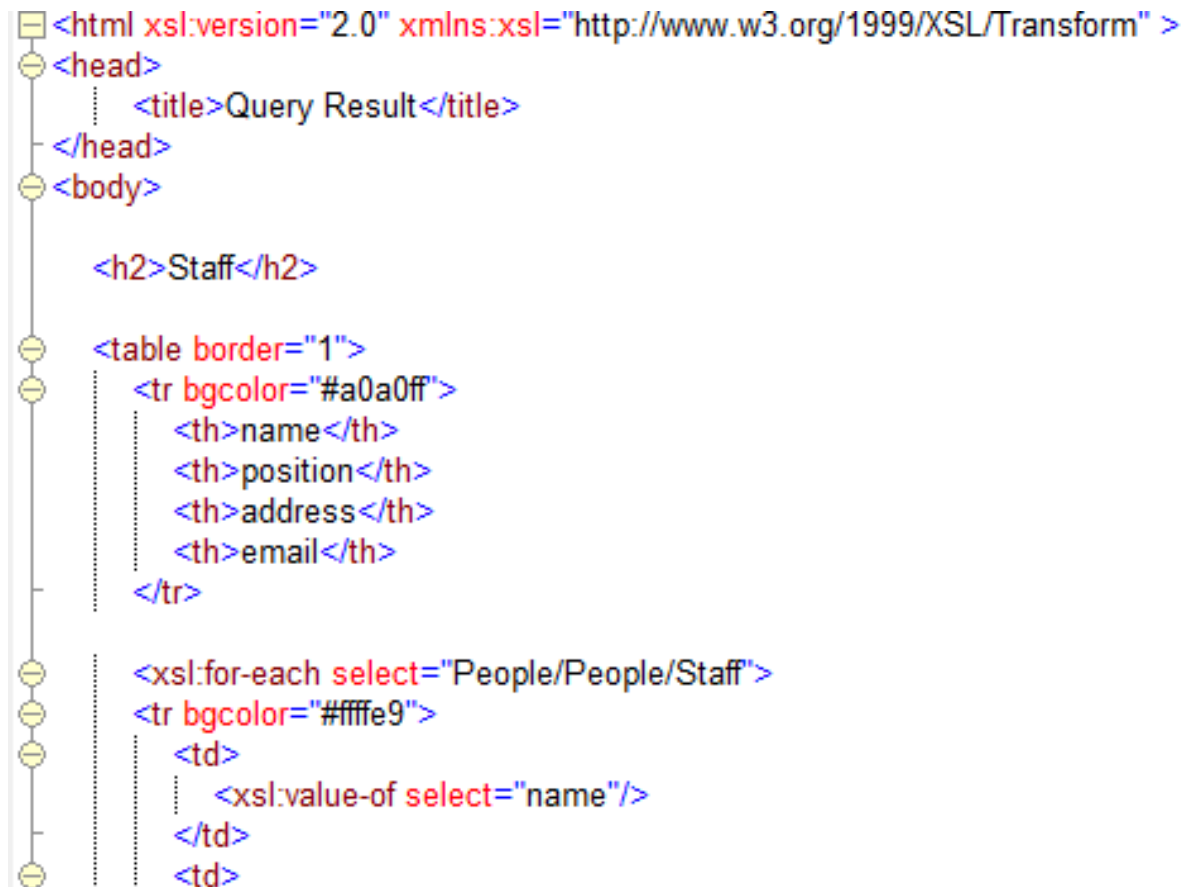 <html xsl:version="2.0" xmlns:xsl="http://www.w3.org/1999/XSL/Transform" >
<head>
<title>Query Result</title>
</head>
<body>
<h2>Staff</h2>
<table border="1">
<tr bgcolor="#a0a0ff">
<th>name</th>
<th>position</th>
<th>address</th>
<th>email</th>
</tr>
<xsl:for-each select="People/People/Staff">
<tr bgcolor="#ffffe9">
<td>
<xsl:value-of select="name"/>
</td>
<td>